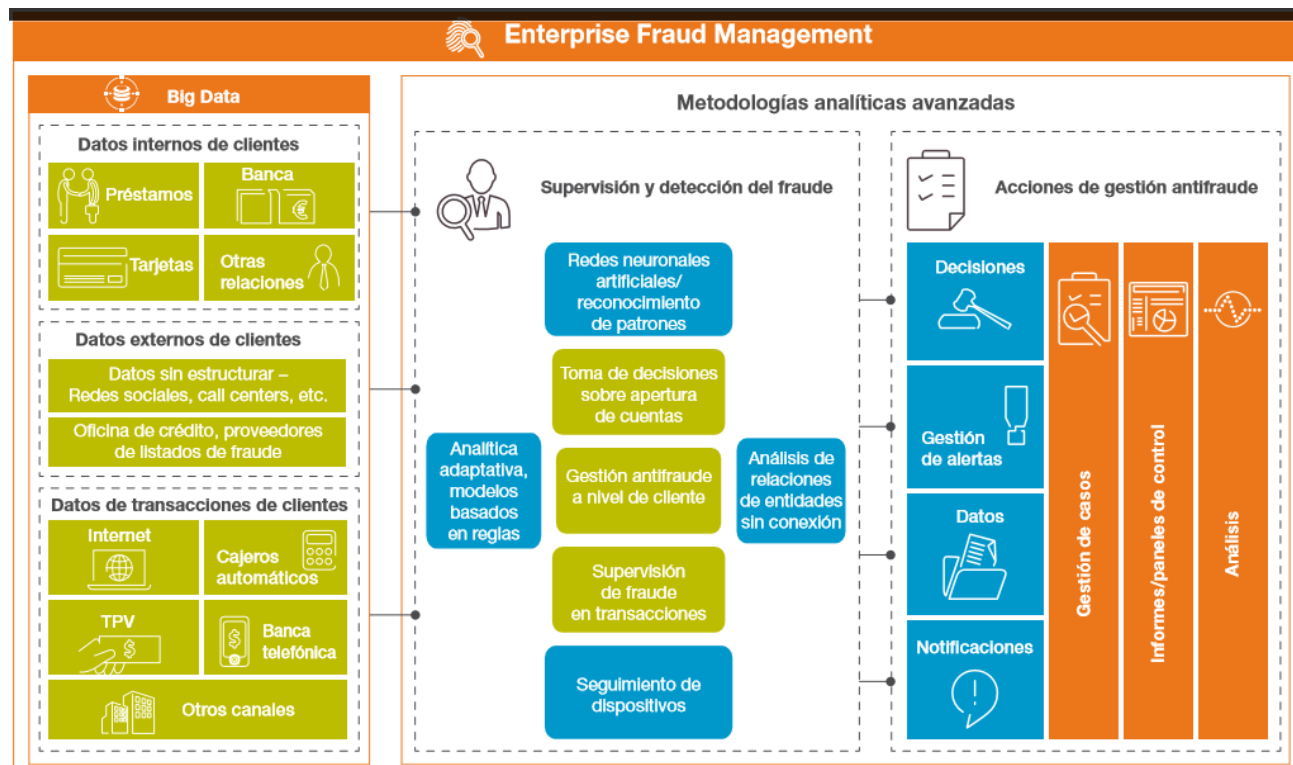 Enterprise Fraud Management
Big Data
Datos internos de clientes
Préstamos
Banca
€
Tarjetas
Otras
relaciones
Datos externos de clientes
Datos sin estructurar –
Redes sociales, call centers, etc.
Oficina de crédito, proveedores
de listados de fraude
Datos de transacciones de clientes
Internet
Cajeros
automáticos
TPV
$
$
Banca
telefónica
Otros canales
Metodologías analíticas avanzadas
Supervisión y detección del fraude
Redes neuronales
artificiales/
reconocimiento
de patrones
Toma de decisiones
sobre apertura
de cuentas
Analítica
adaptativa,
modelos
basados
en reglas
Gestión antifraude
a nivel de cliente
Análisis de
relaciones
de entidades
sin conexión
Supervisión
de fraude
en transacciones
Seguimiento de
dispositivos
Acciones de gestión antifraude
Decisiones
Gestión
de alertas
Datos
Notificaciones
Gestión de casos
Informes/paneles de control
Análisis